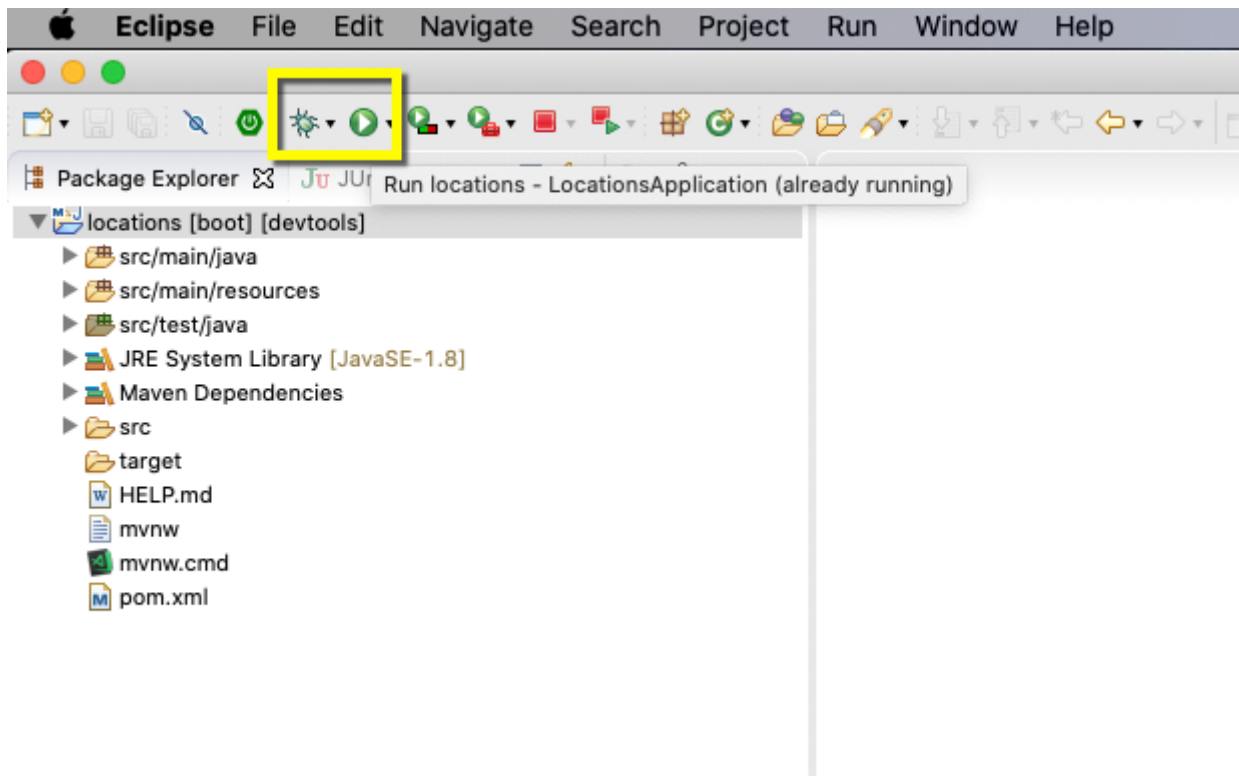 Eclipse File Edit Navigate Search Project Run Window Help
Package Explorer JU
Run locations - LocationsApplication (already running)
locations [boot] [devtools]
src/main/java
src/main/resources
src/test/java
JRE System Library [JavaSE-1.8]
Maven Dependencies
src
target
HELP.md
mvnw
mvnw.cmd
pom.xml